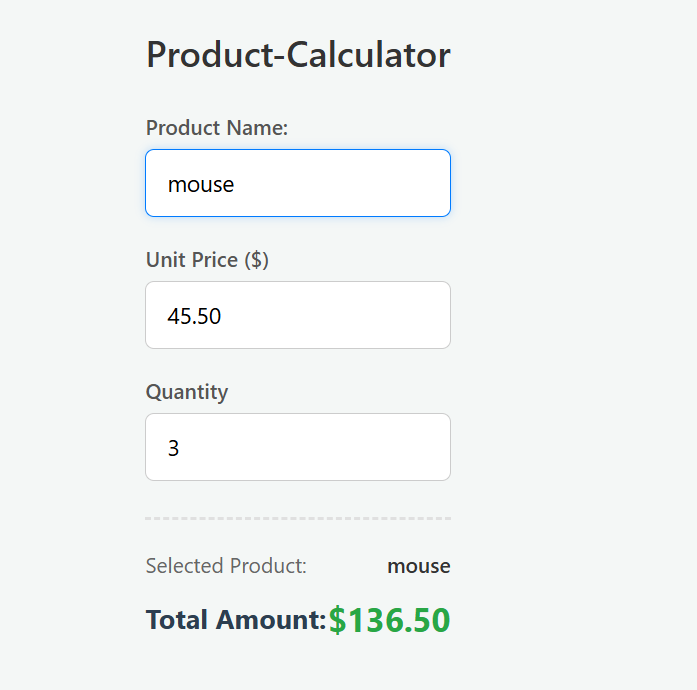 Product-Calculator
Product Name:
mouse
Unit Price ($)
45.50
Quantity
3
Selected Product: mouse
Total Amount:$136.50